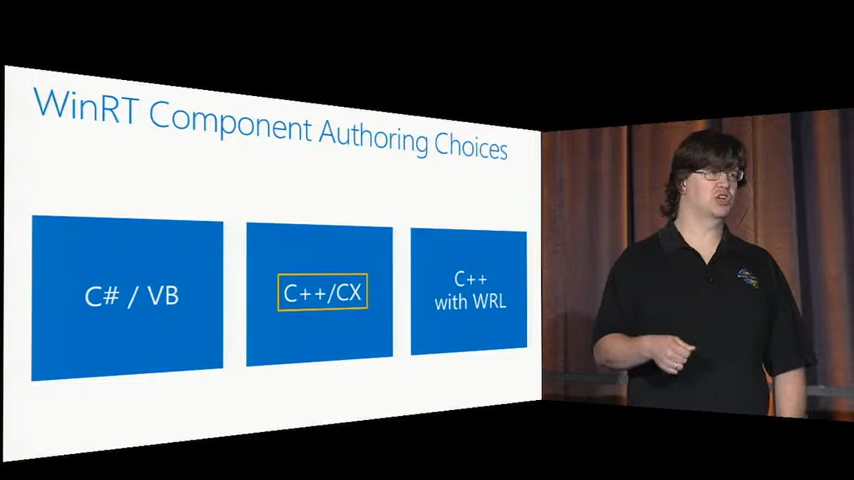 WinRT Component Authoring Choices
C# / VB
C++/CX
C++
with WRL